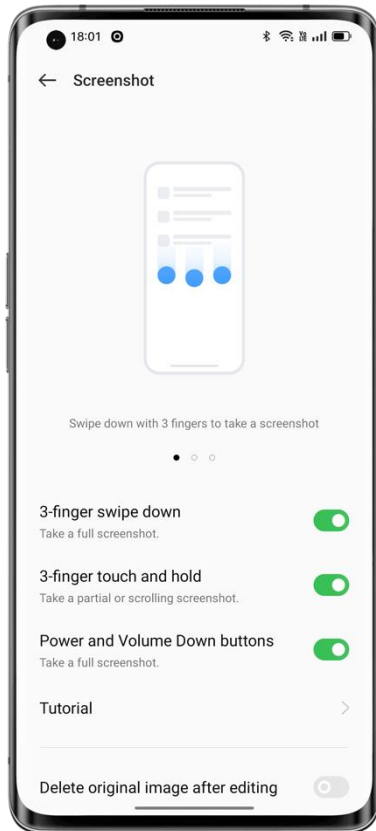 18:01
Screenshot
Swipe down with 3 fingers to take a screenshot
3-finger swipe down
Take a full screenshot.
3-finger touch and hold
Take a partial or scrolling screenshot.
Power and Volume Down buttons
Take a full screenshot.
Tutorial
Delete original image after editing